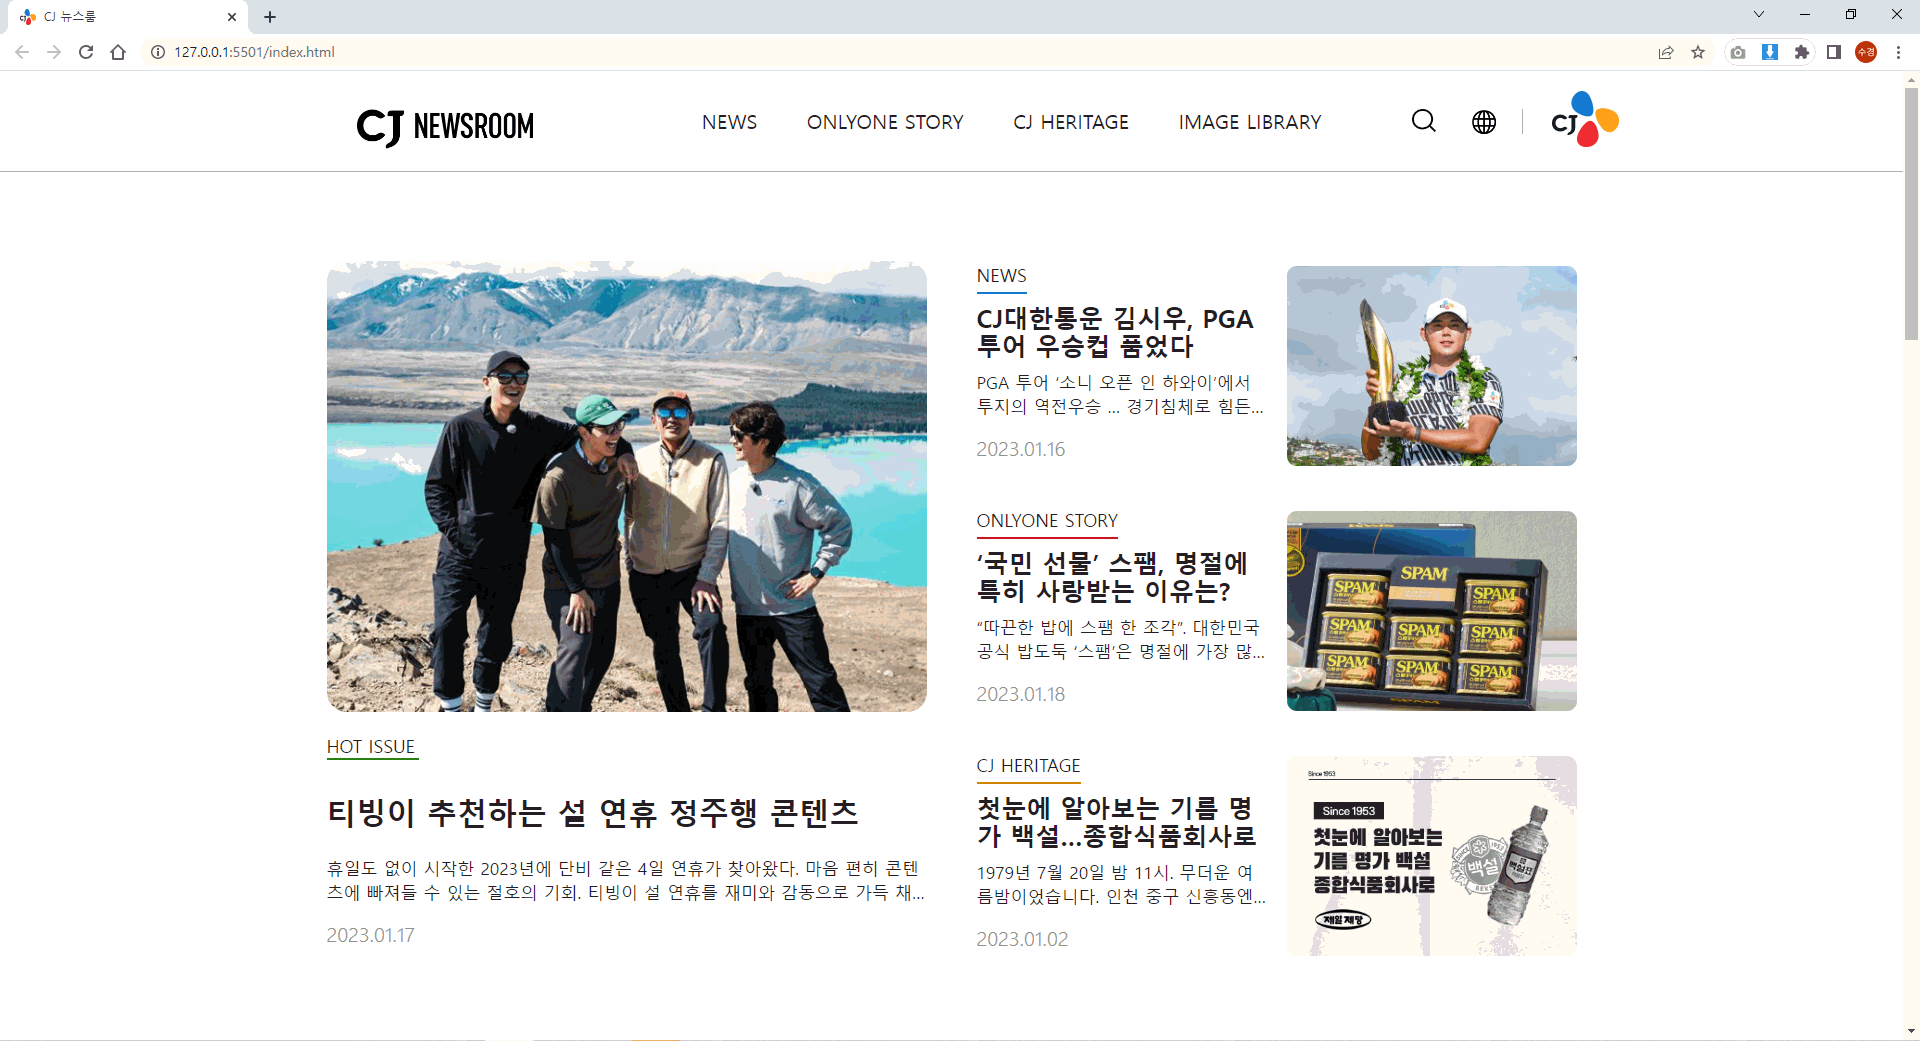 CJ 뉴스룸
127.0.0.1:5501/index.html
수경
CJ NEWSROOM
NEWS
ONLYONE STORY
CJ HERITAGE
IMAGE LIBRARY
CJ
HOT ISSUE
티빙이 추천하는 설 연휴 정주행 콘텐츠
휴일도 없이 시작한 2023년에 단비 같은 4일 연휴가 찾아왔다. 마음 편히 콘텐
츠에 빠져들 수 있는 절호의 기회. 티빙이 설 연휴를 재미와 감동으로 가득 채...
2023.01.17
NEWS
CJ대한통운 김시우, PGA
투어 우승컵 품었다
PGA 투어 ‘소니 오픈 인 하와이’에서
투지의 역전우승 ... 경기침체로 힘든...
2023.01.16
ONLYONE STORY
‘국민 선물’ 스팸, 명절에
특히 사랑받는 이유는?
“따끈한 밥에 스팸 한 조각”. 대한민국
공식 밥도둑 ‘스팸’은 명절에 가장 많...
2023.01.18
SPAM
SPAM
SPAM
SPAM
SPAM
SPAM
SPAM
SPAM
SPAM
CJ HERITAGE
첫눈에 알아보는 기름 명
가 백설...종합식품회사로
1979년 7월 20일 밤 11시. 무더운 여
름밤이었습니다. 인천 중구 신흥동엔...
2023.01.02
Since 1953
Since 1953
첫눈에 알아보는
기름 명가 백설
종합식품회사로
제일 제당
백설
백설표